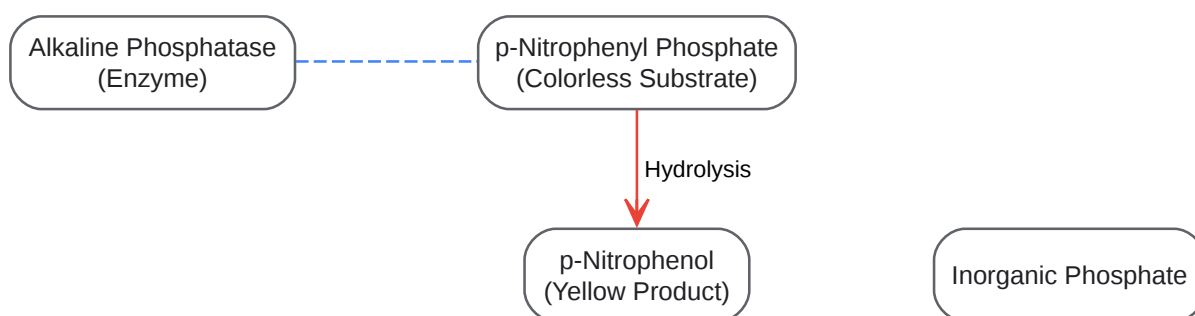 Alkaline Phosphatase
(Enzyme)
p-Nitrophenyl Phosphate
(Colorless Substrate)
Hydrolysis
p-Nitrophenol
(Yellow Product)
Inorganic Phosphate